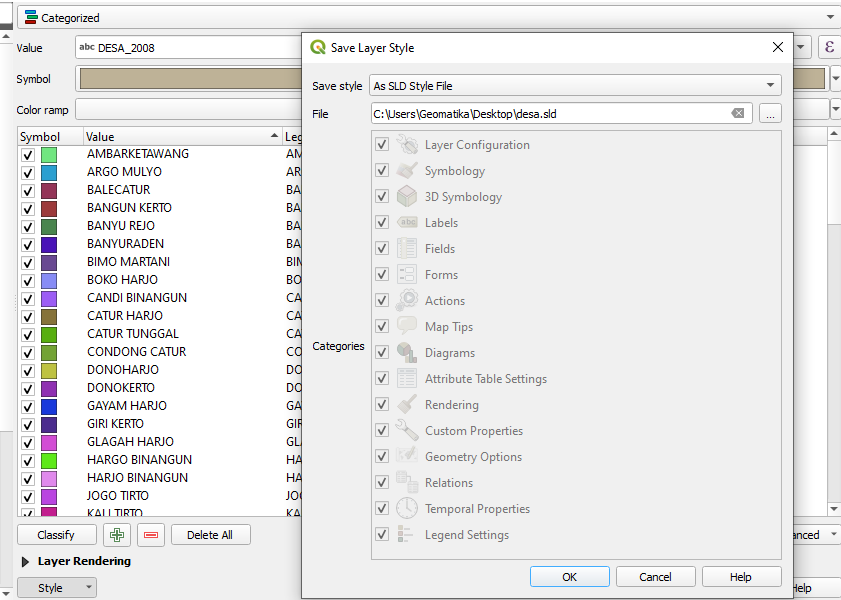 Categorized
Value abc DESA_2008
Symbol
Color ramp
Symbol Value Leg
AMBARKETAWANG AM
ARGO MULYO AR
BALECATUR BA
BANGUN KERTO BA
BANYU REJO BA
BANYURADEN BA
BIMO MARTANI BIM
BOKO HARJO BO
CANDI BINANGUN CA
CATUR HARJO CA
CATUR TUNGGAL CA
CONDONG CATUR CO
DONOHARJO DO
DONOKERTO DO
GAYAM HARJO GA
GIRI KERTO GIR
GLAGAH HARJO GL
HARGO BINANGUN HA
HARJO BINANGUN HA
JOGO TIRTO JO
KALI TIRTO KA
Classify
Delete All
anced
Layer Rendering
Style
Help
Save Layer Style
Save style As SLD Style File
File C:\Users\Geomatika\Desktop\desa.sld ...
Categories
Layer Configuration
Symbology
3D Symbology
abc Labels
Fields
Forms
Actions
Map Tips
Diagrams
Attribute Table Settings
Rendering
Custom Properties
Geometry Options
Relations
Temporal Properties
Legend Settings
OK Cancel Help